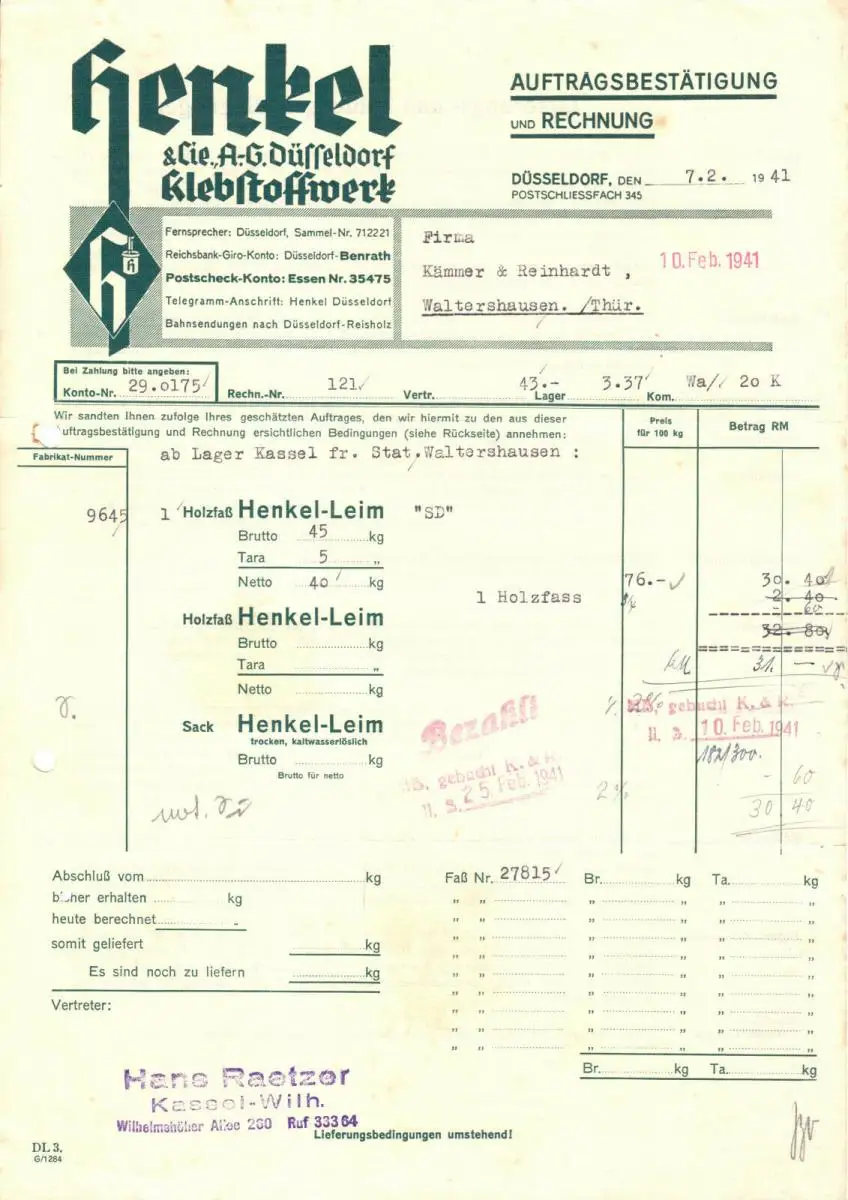 Henkel
& Cie., A.-G. Düsseldorf
Klebstoffwerk
AUFTRAGSBESTÄTIGUNG
UND RECHNUNG
DÜSSELDORF, DEN 7.2. 1941
POSTSCHLIESSFACH 345
Fernsprecher: Düsseldorf, Sammel-Nr. 712221
Reichsbank-Giro-Konto: Düsseldorf-Benrath
Postscheck-Konto: Essen Nr. 35475
Telegramm-Anschrift: Henkel Düsseldorf
Bahnsendungen nach Düsseldorf-Reisholz
Firma
Kämmer & Reinhardt ,
Waltershausen. /Thür.
10. Feb. 1941
Bei Zahlung bitte angeben:
Konto-Nr. 29.0175 Rechn.-Nr. 121 Vertr. 43.- Lager 3.37 Kom. Wa// 20 K
Wir sandten Ihnen zufolge Ihres geschätzten Auftrages, den wir hiermit zu den aus dieser
uftragsbestätigung und Rechnung ersichtlichen Bedingungen (siehe Rückseite) annehmen:
Preis für 100 kg
Betrag RM
Fabrikat-Nummer
ab Lager Kassel fr. Stat. Waltershausen :
9645 1 Holzfaß Henkel-Leim "SD"
Brutto 45 kg
Tara 5 „
Netto 40 kg 76.- 30. 40
1 Holzfass 2. 40
- 60
Holzfaß Henkel-Leim 32. 80
Brutto kg
Tara „ 31. —
Netto kg
Sack Henkel-Leim
trocken, kaltwasserlöslich
Brutto kg
Brutto für netto
Bezahlt
gebucht K. & R.
25 Feb. 1941
2%
gebucht K. & R.
10. Feb. 1941
182/300.
- 60
2%
30 40
Abschluß vom kg
bisher erhalten kg
heute berechnet -
somit geliefert kg
Es sind noch zu liefern kg
Vertreter:
Faß Nr. 27815 Br. kg Ta. kg
„ „ „ „ „ „
„ „ „ „ „ „
„ „ „ „ „ „
„ „ „ „ „ „
„ „ „ „ „ „
„ „ „ „ „ „
„ „ „ „ „ „
„ „ „ „ „ „
„ „ „ „ „ „
Br. kg Ta. kg
Hans Raetzer
Kassel-Wilh.
Wilhelmshöher Allee 260 Ruf 33364
Lieferungsbedingungen umstehend!
DL 3.
G/1284